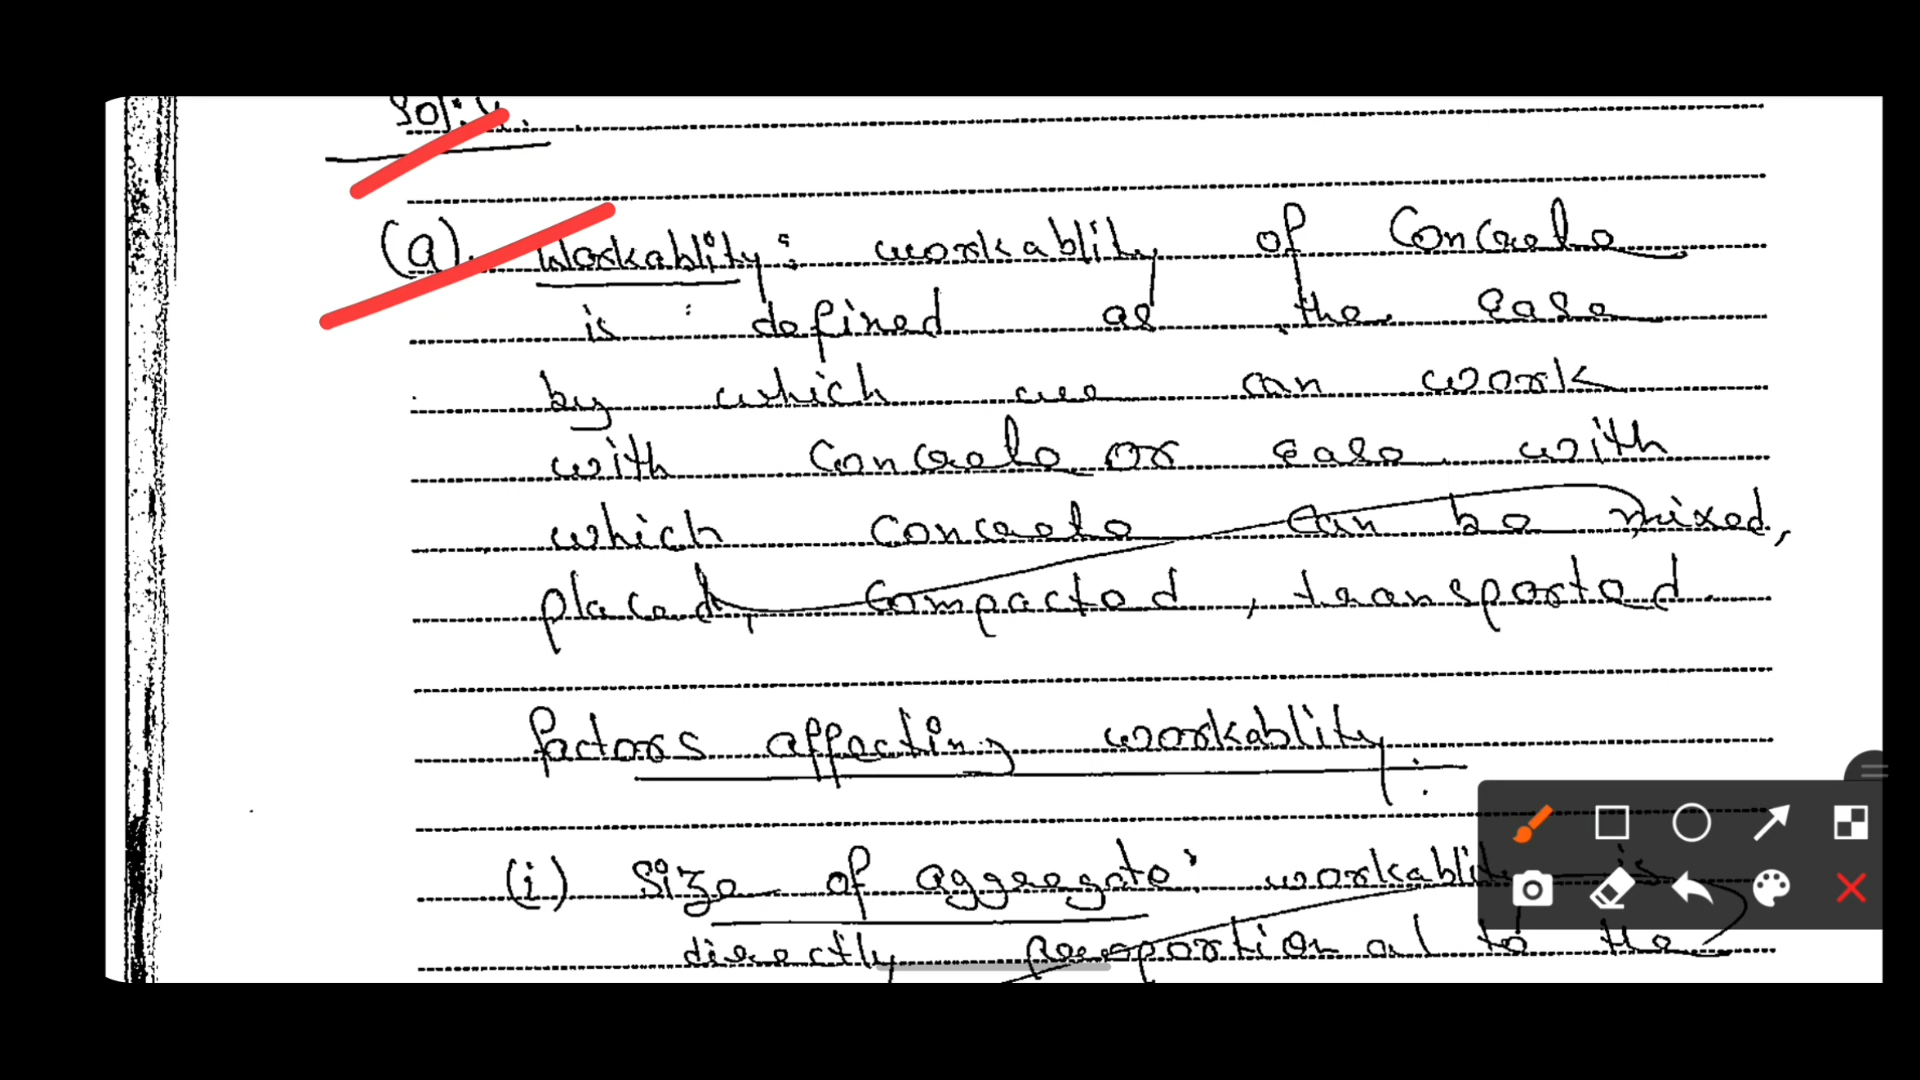 (a). Workablity: workablity of Concrete
is defined as the ease
by which we can work
with Concrete or ease with
which concrete can be mixed,
placed, Compacted, transported.
factors affecting workablity:
(i) Size of aggregate: workablity is
directly proportional to the